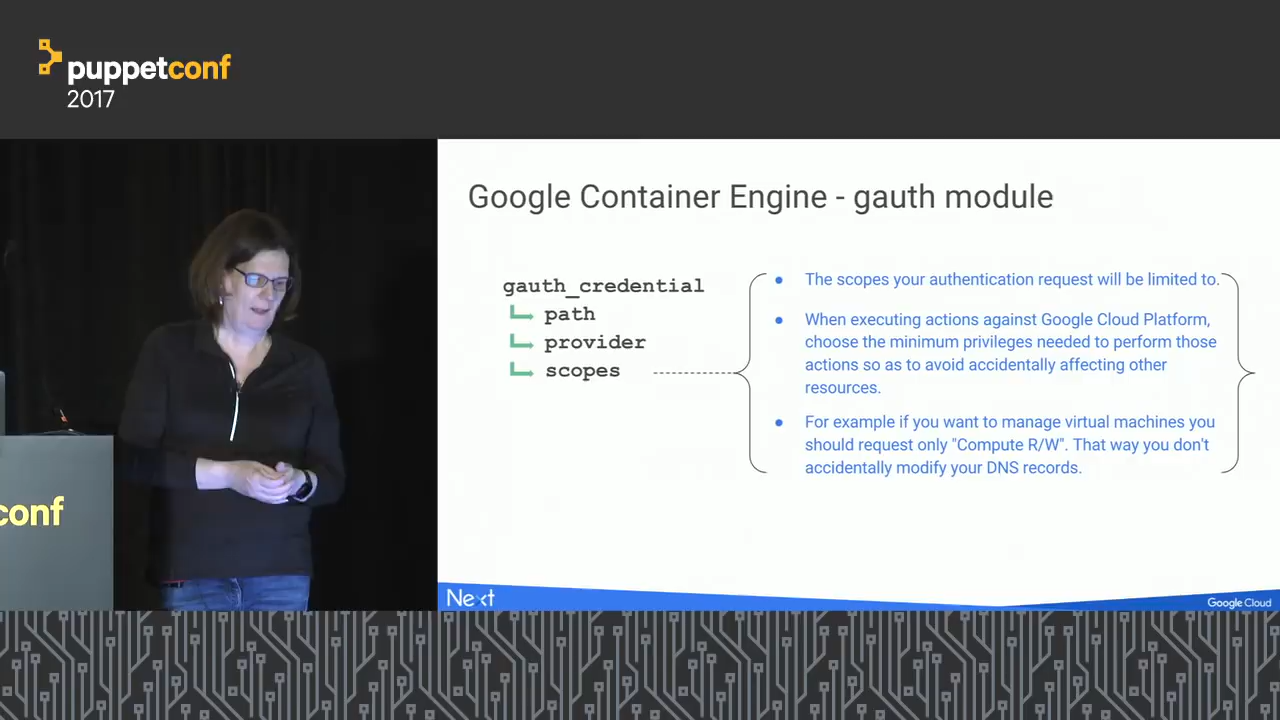 puppetconf
2017
Google Container Engine - gauth module
gauth_credential
path
provider
scopes
● The scopes your authentication request will be limited to.
● When executing actions against Google Cloud Platform,
choose the minimum privileges needed to perform those
actions so as to avoid accidentally affecting other
resources.
● For example if you want to manage virtual machines you
should request only "Compute R/W". That way you don't
accidentally modify your DNS records.
conf
Next
Google Cloud